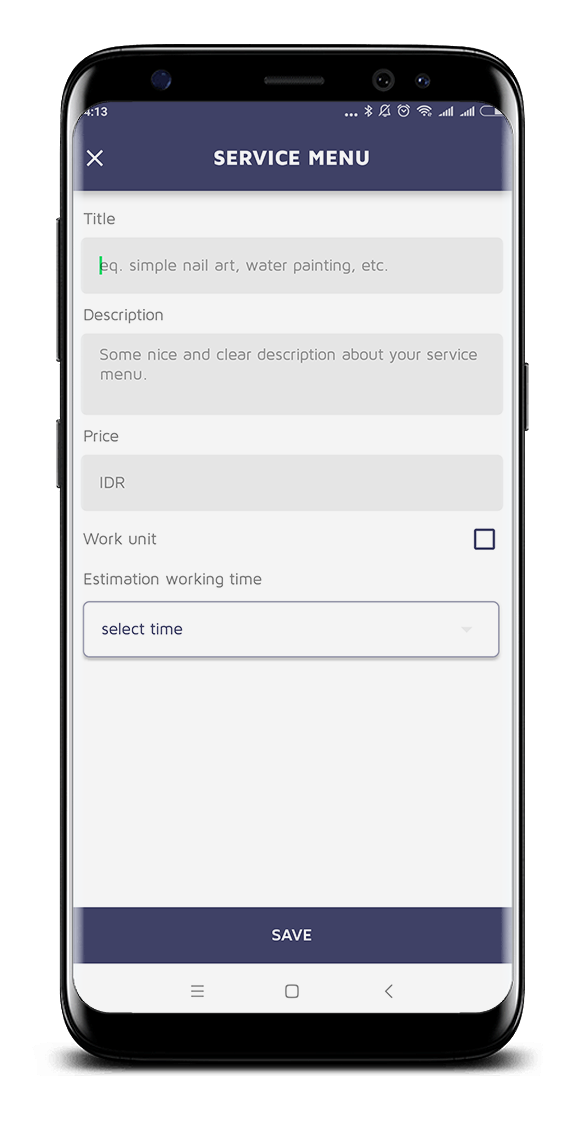 4:13
SERVICE MENU
Title
eq. simple nail art, water painting, etc.
Description
Some nice and clear description about your service
menu.
Price
IDR
Work unit
Estimation working time
select time
SAVE